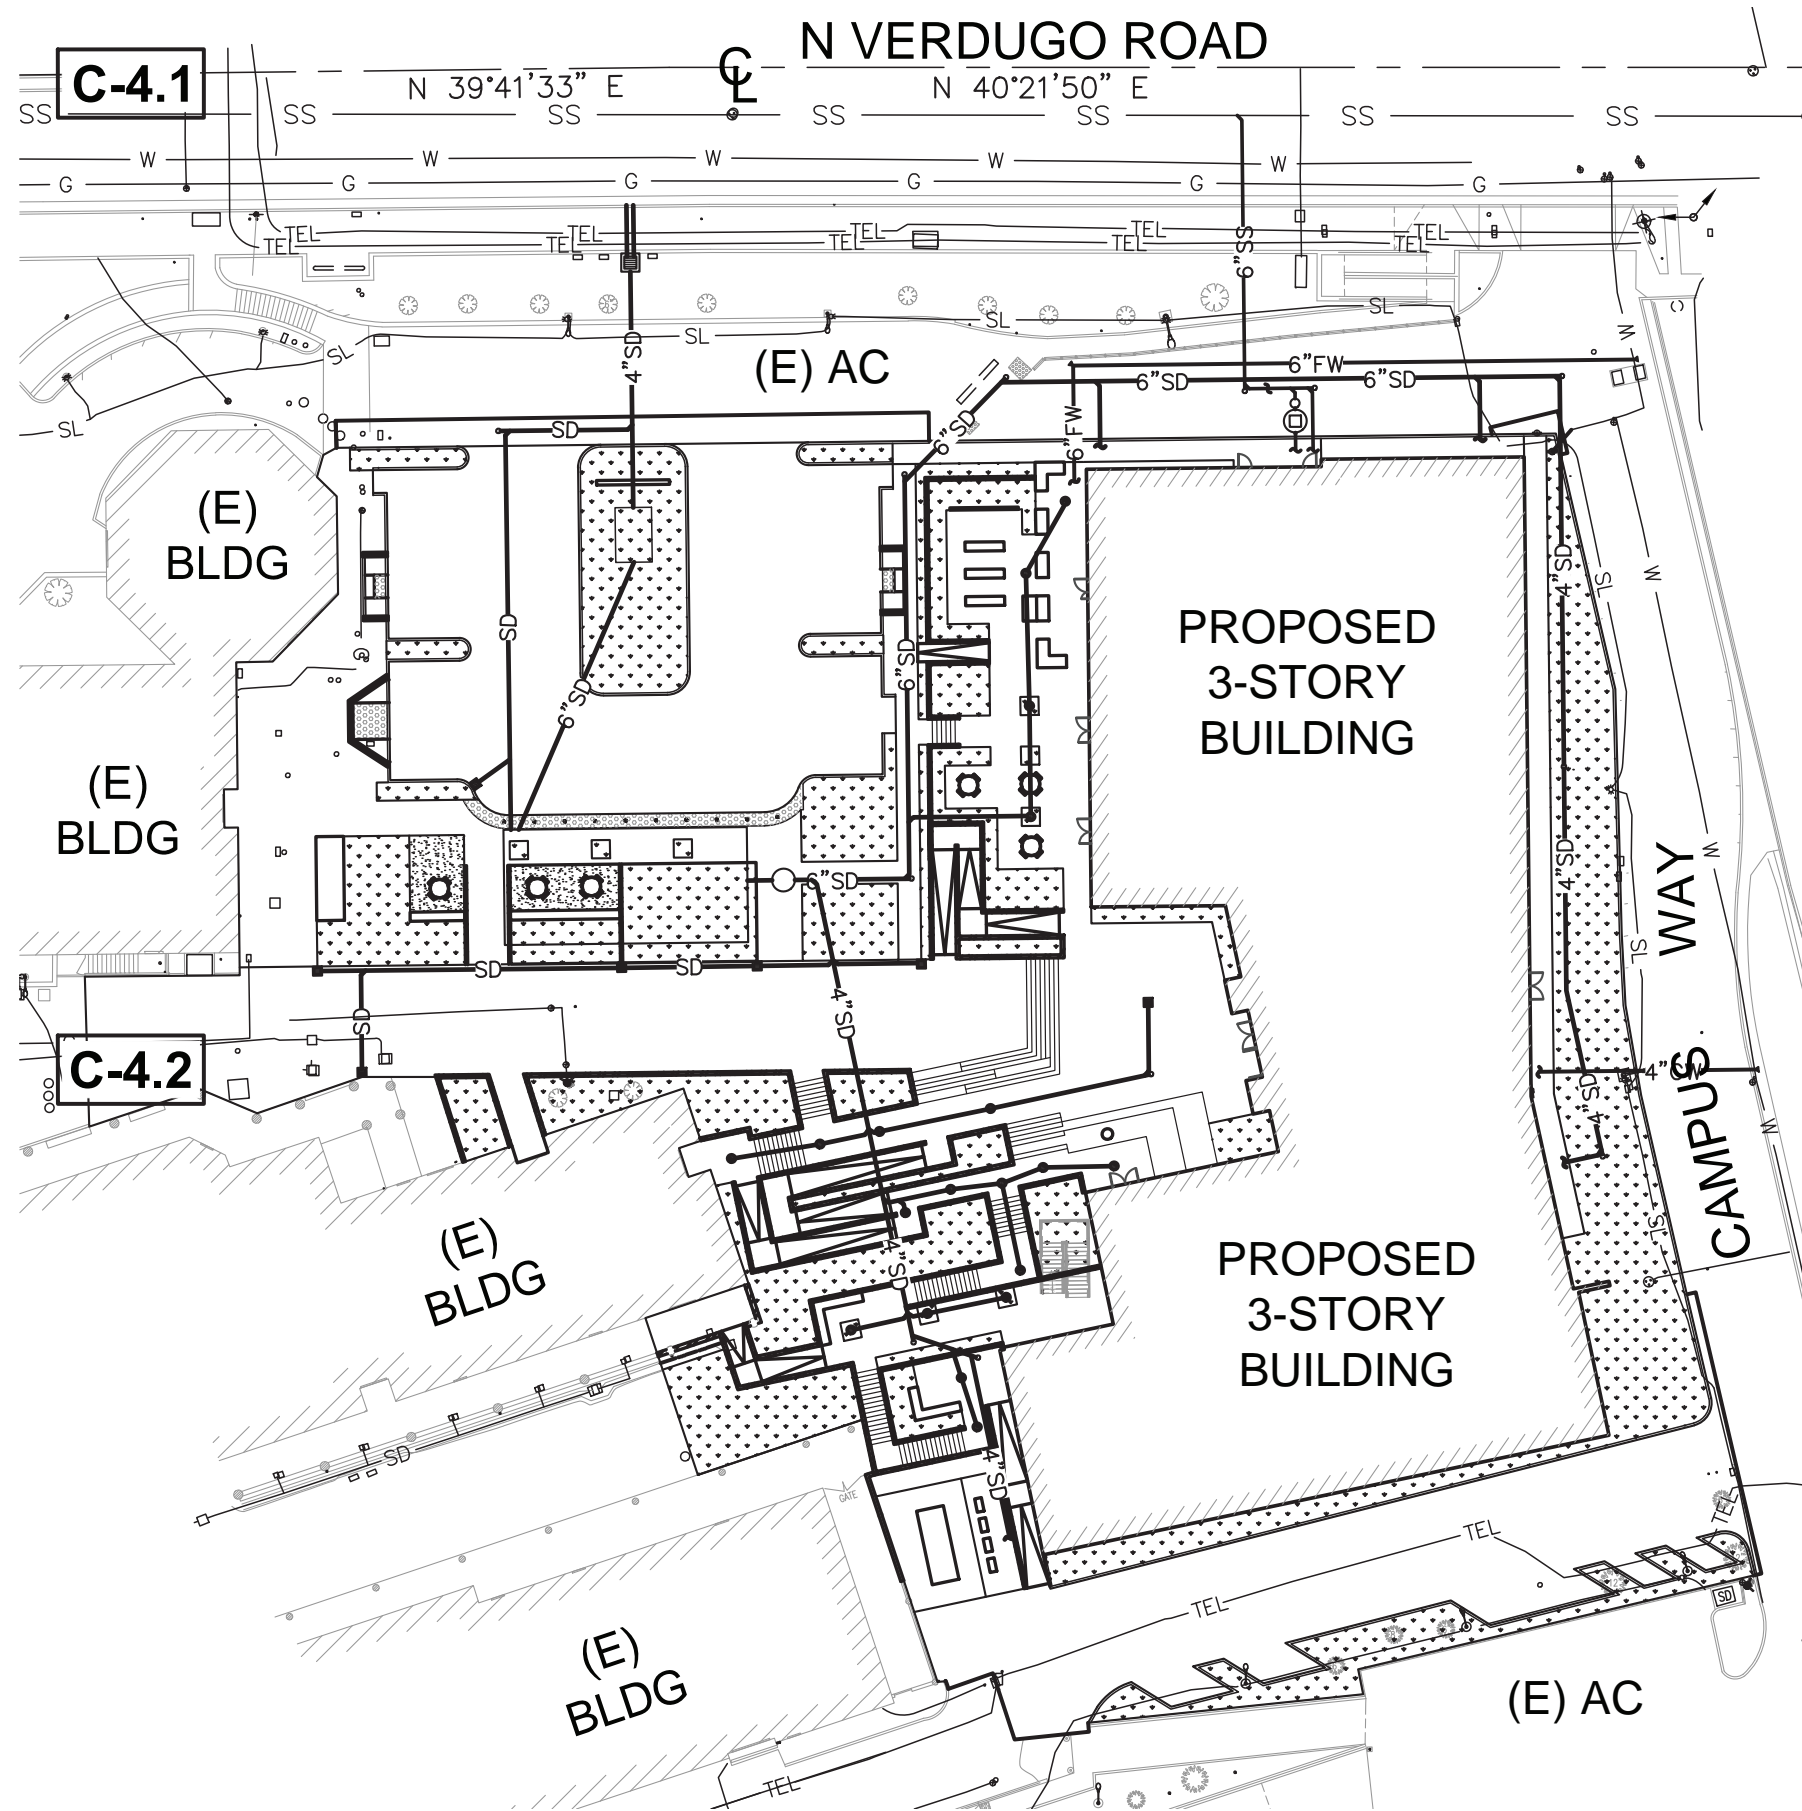 N VERDUGO ROAD
C-4.1
N 39°41'33" E
℄
N 40°21'50" E
SS
SS
SS
SS
SS
SS
SS
W
W
W
W
W
G
G
G
G
G
G
TEL
TEL
TEL
TEL
TEL
TEL
TEL
TEL
TEL
TEL
6"SS
SL
SL
SL
SL
SL
4"SD
(E) AC
6"FW
6"SD
6"SD
6"SD
6"FW
W
SD
(E)
BLDG
4"SD
SL
W
SD
6"SD
6"SD
PROPOSED
3-STORY
BUILDING
(E)
BLDG
4"SD
W
6"SD
WAY
SL
SD
SD
4"SD
SD
C-4.2
4"CW
4"SD
W
CAMPUS
SL
(E)
BLDG
4"SD
PROPOSED
3-STORY
BUILDING
SD
4"SD
GATE
TEL
TEL
TEL
SD
(E)
BLDG
(E) AC
TEL